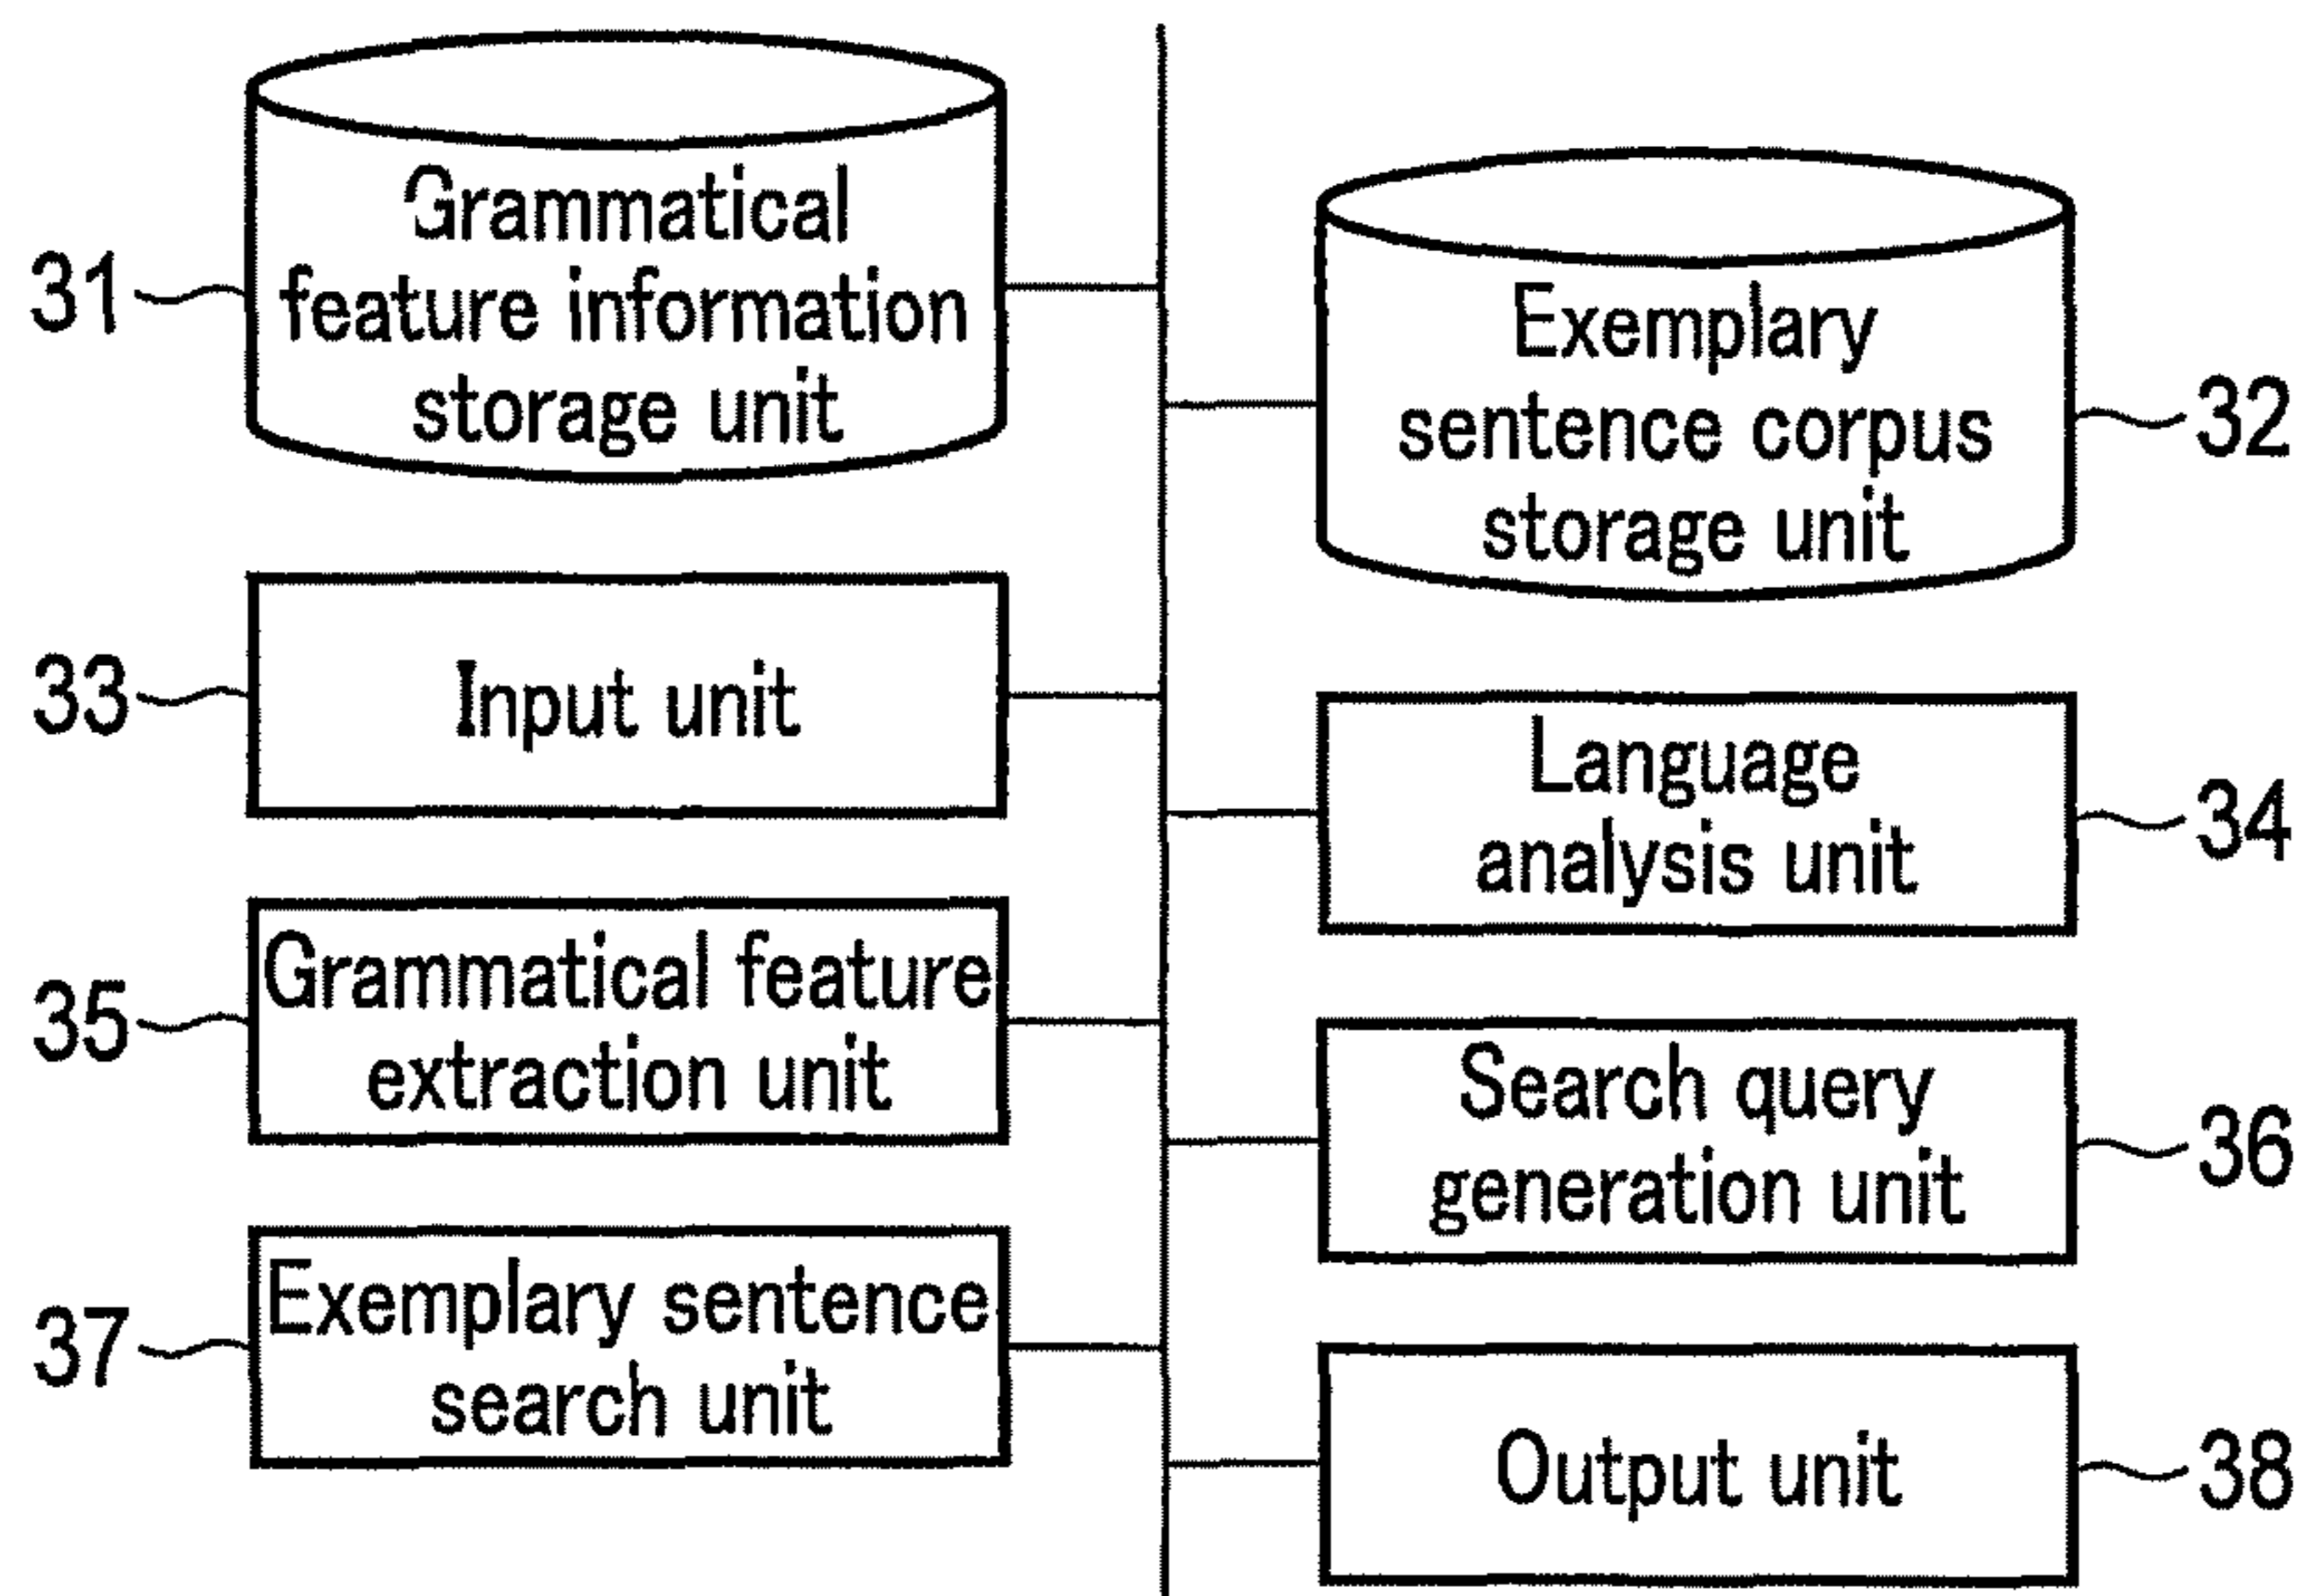 31
Grammatical
feature information
storage unit
Exemplary
sentence corpus
storage unit
32
33
Input unit
Language
analysis unit
34
35
Grammatical feature
extraction unit
Search query
generation unit
36
37
Exemplary sentence
search unit
Output unit
38